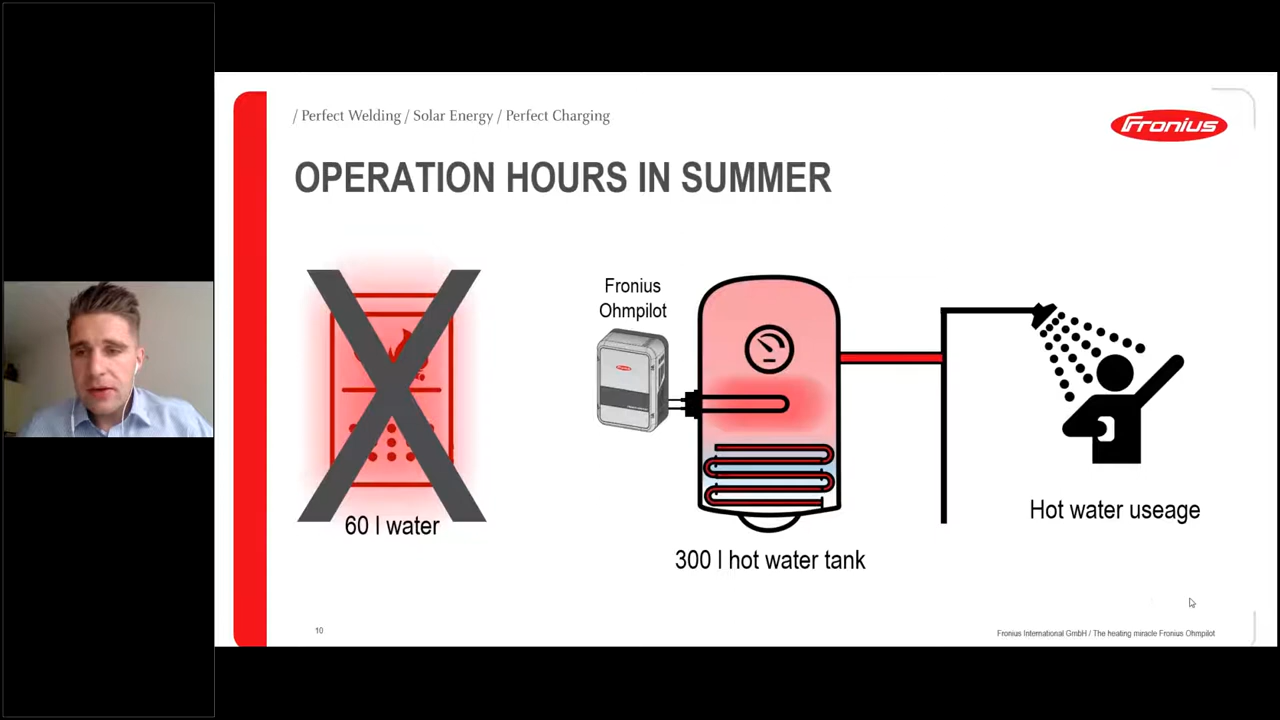 / Perfect Welding / Solar Energy / Perfect Charging
Fronius
OPERATION HOURS IN SUMMER
Fronius
Ohmpilot
60 l water
300 l hot water tank
Hot water useage
10
Fronius International GmbH / The heating miracle Fronius Ohmpilot